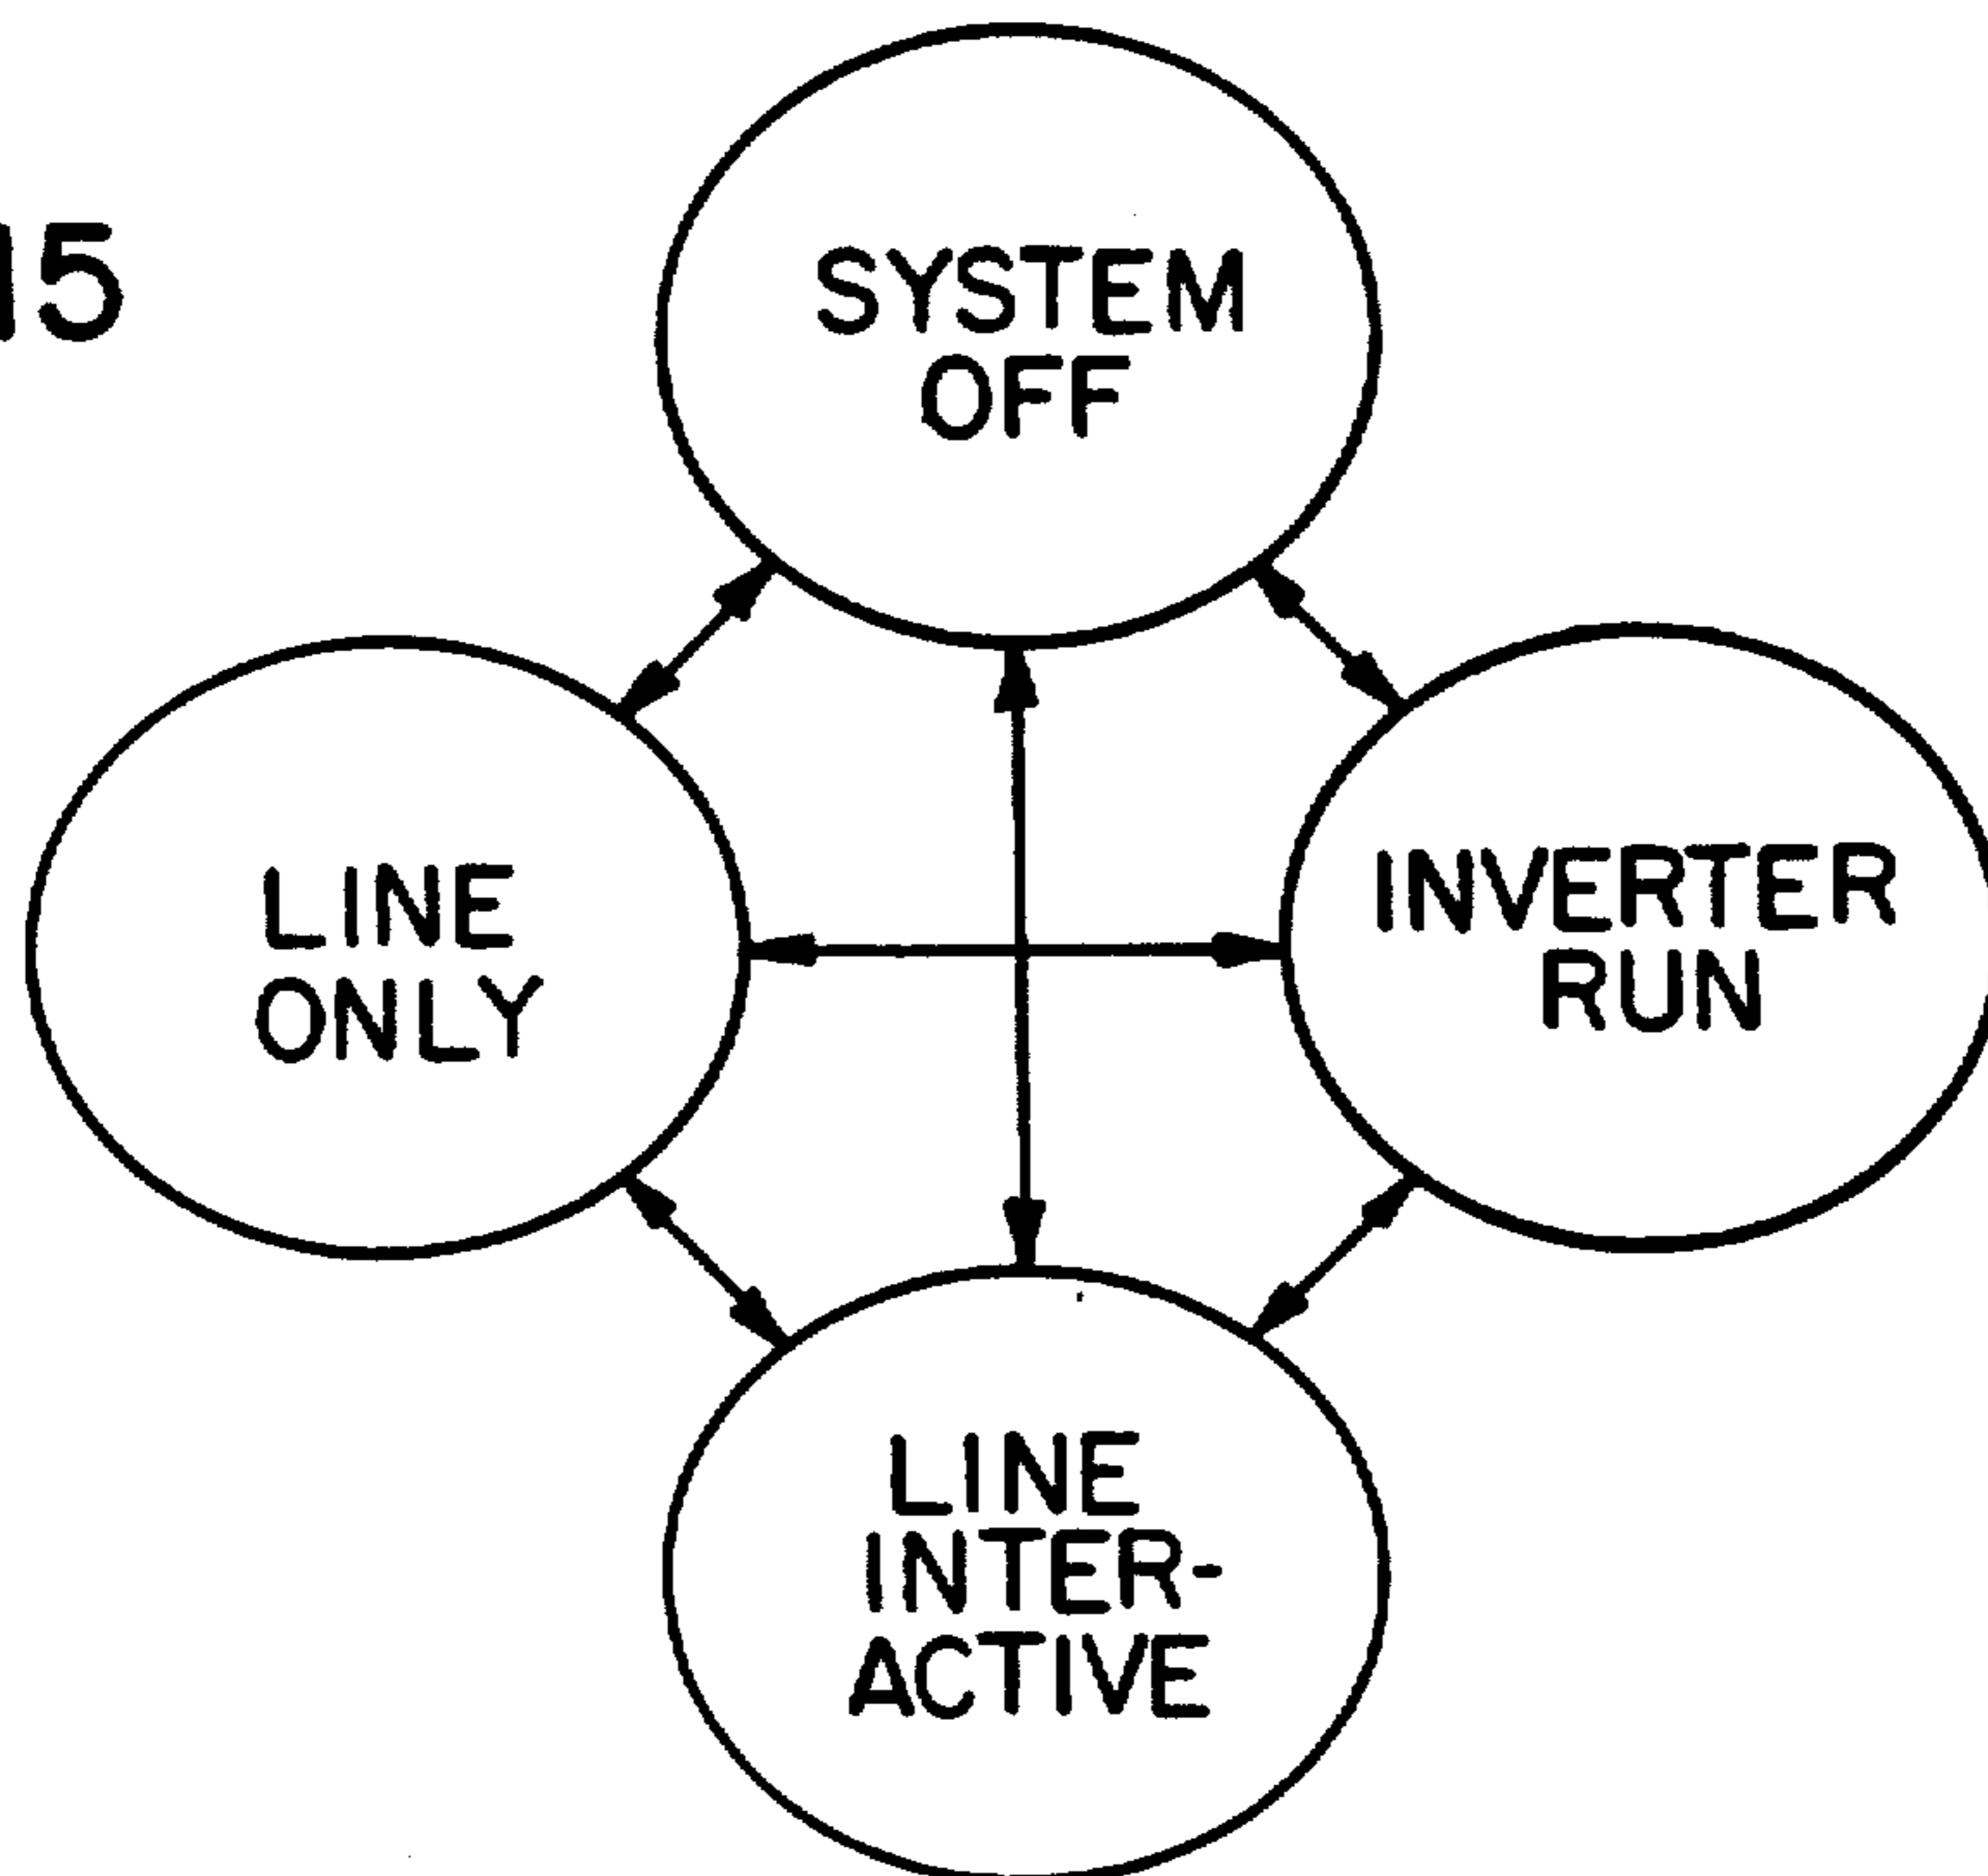 15
SYSTEM
OFF
LINE
ONLY
INVERTER
RUN
LINE
INTER-
ACTIVE